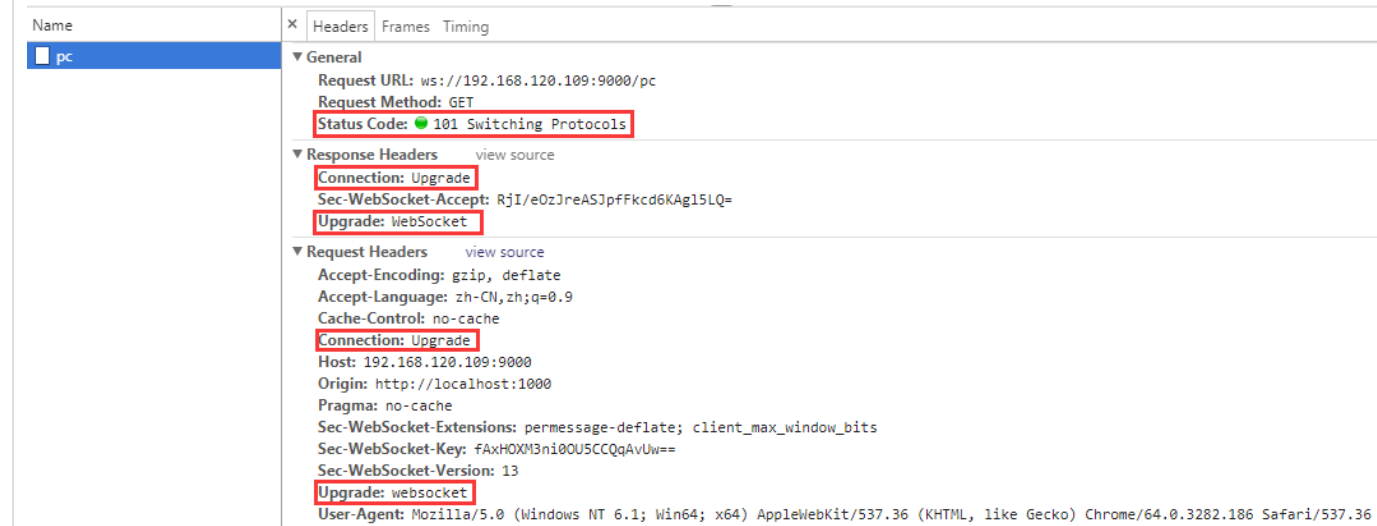 Name
× Headers Frames Timing
pc
▼ General
Request URL: ws://192.168.120.109:9000/pc
Request Method: GET
Status Code: 101 Switching Protocols
▼ Response Headers view source
Connection: Upgrade
Sec-WebSocket-Accept: RjI/eOzJreASJpfFkcd6KAgl5LQ=
Upgrade: WebSocket
▼ Request Headers view source
Accept-Encoding: gzip, deflate
Accept-Language: zh-CN,zh;q=0.9
Cache-Control: no-cache
Connection: Upgrade
Host: 192.168.120.109:9000
Origin: http://localhost:1000
Pragma: no-cache
Sec-WebSocket-Extensions: permessage-deflate; client_max_window_bits
Sec-WebSocket-Key: fAxHOXM3ni0OU5CCQqAvUw==
Sec-WebSocket-Version: 13
Upgrade: websocket
User-Agent: Mozilla/5.0 (Windows NT 6.1; Win64; x64) AppleWebKit/537.36 (KHTML, like Gecko) Chrome/64.0.3282.186 Safari/537.36